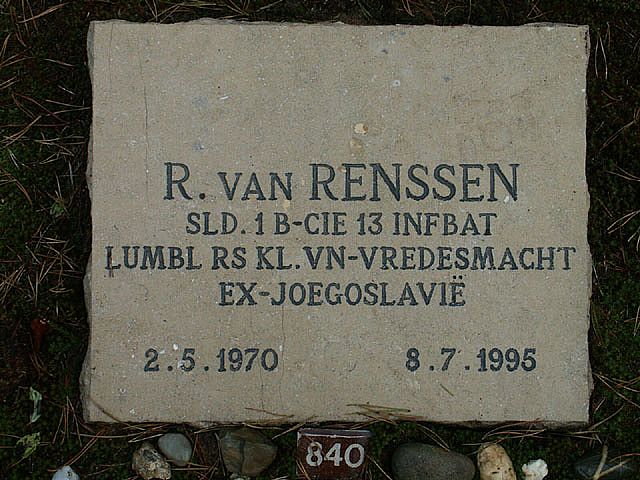 R. VAN RENSSEN
SLD. 1 B-CIE 13 INFBAT
LUMBL RS KL. VN-VREDESMACHT
EX-JOEGOSLAVIË
2.5.1970 8.7.1995
840